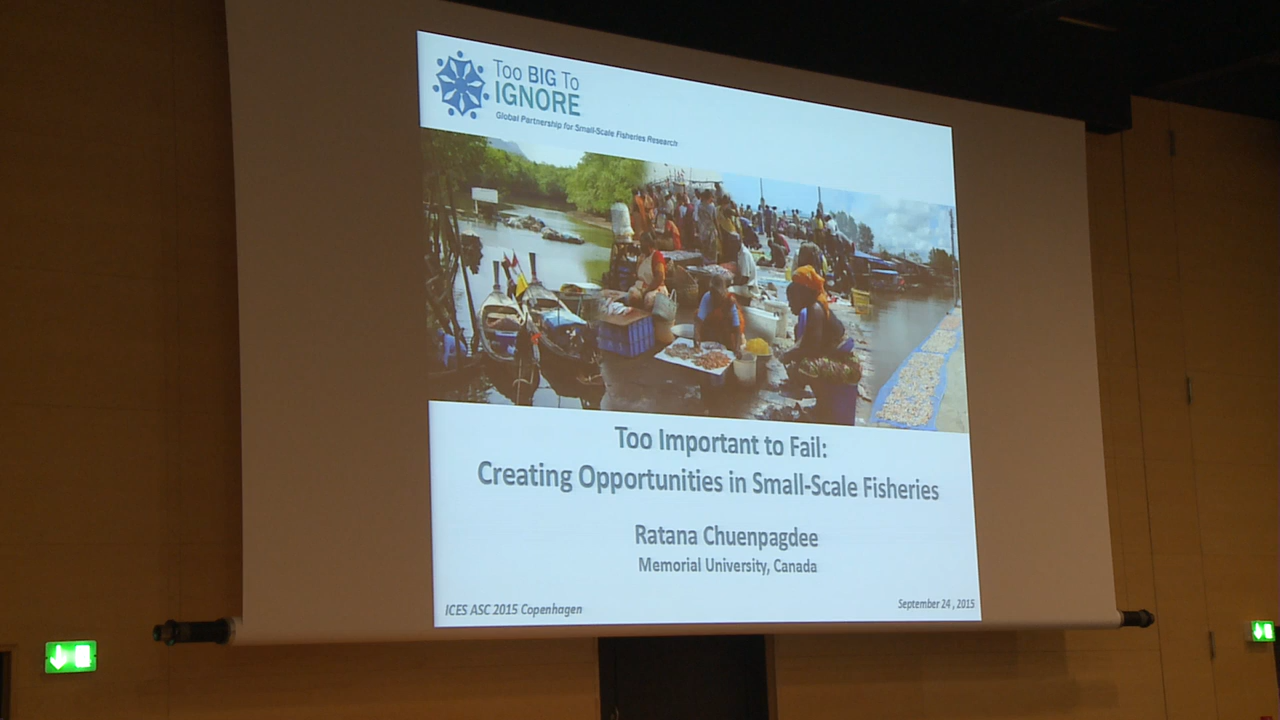 Too BIG To
IGNORE
Global Partnership for Small-Scale Fisheries Research
Too Important to Fail:
Creating Opportunities in Small-Scale Fisheries
Ratana Chuenpagdee
Memorial University, Canada
ICES ASC 2015 Copenhagen
September 24 , 2015